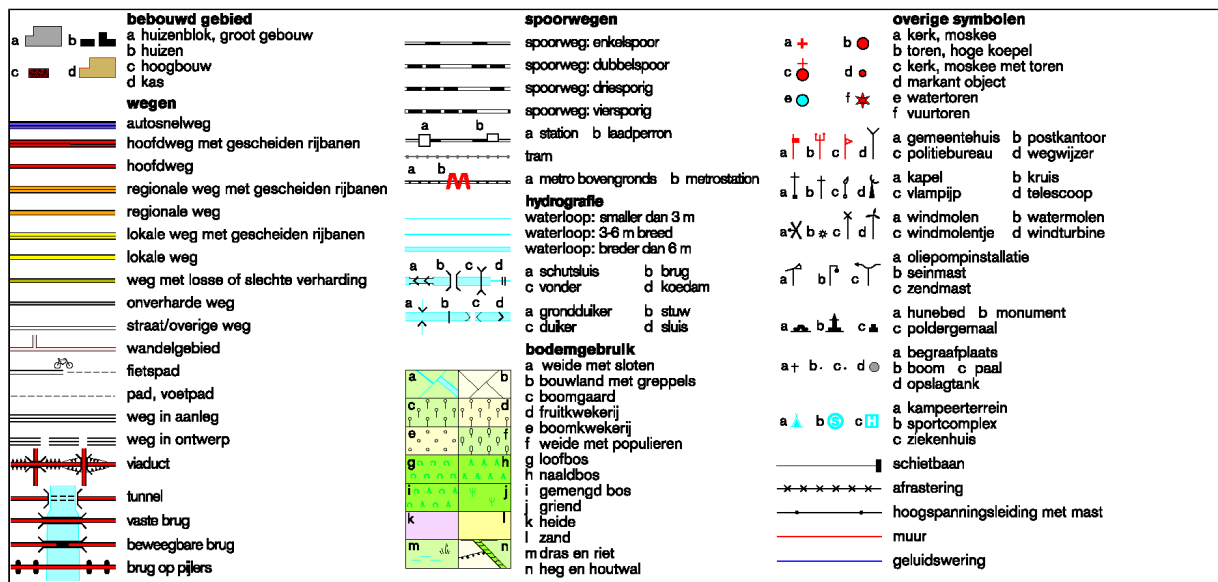 bebouwd gebied
a b
a huizenblok, groot gebouw
b huizen
c d
c hoogbouw
d kas
wegen
autosnelweg
hoofdweg met gescheiden rijbanen
hoofdweg
regionale weg met gescheiden rijbanen
regionale weg
lokale weg met gescheiden rijbanen
lokale weg
weg met losse of slechte verharding
onverharde weg
straat/overige weg
wandelgebied
fietspad
pad, voetpad
weg in aanleg
weg in ontwerp
viaduct
tunnel
vaste brug
beweegbare brug
brug op pijlers
spoorwegen
spoorweg: enkelspoor
spoorweg: dubbelspoor
spoorweg: driesporig
spoorweg: viersporig
a b
a station b laadperron
tram
a b
M
a metro bovengronds b metrostation
hydrografie
waterloop: smaller dan 3 m
waterloop: 3-6 m breed
waterloop: breder dan 6 m
a b c d
a schutsluis b brug
c vonder d koedam
a b c d
a grondduiker b stuw
c duiker d sluis
bodemgebruik
a weide met sloten
b bouwland met greppels
c boomgaard
d fruitkwekerij
e boomkwekerij
f weide met populieren
g loofbos
h naaldbos
i gemengd bos
j griend
k heide
l zand
m dras en riet
n heg en houtwal
a b
c d
e f
g h
i j
k l
m n
overige symbolen
a b
a kerk, moskee
b toren, hoge koepel
c d
c kerk, moskee met toren
d markant object
e f
e watertoren
f vuurtoren
a b c d
a gemeentehuis b postkantoor
c politiebureau d wegwijzer
a b c d
a kapel b kruis
c vlampijp d telescoop
a b c d
a windmolen b watermolen
c windmolentje d windturbine
a b c
a oliepompinstallatie
b seinmast
c zendmast
a b c
a hunebed b monument
c poldergemaal
a b c d
a begraafplaats
b boom c paal
d opslagtank
a b S c H
a kampeerterrein
b sportcomplex
c ziekenhuis
schietbaan
afrastering
hoogspanningsleiding met mast
muur
geluidswering